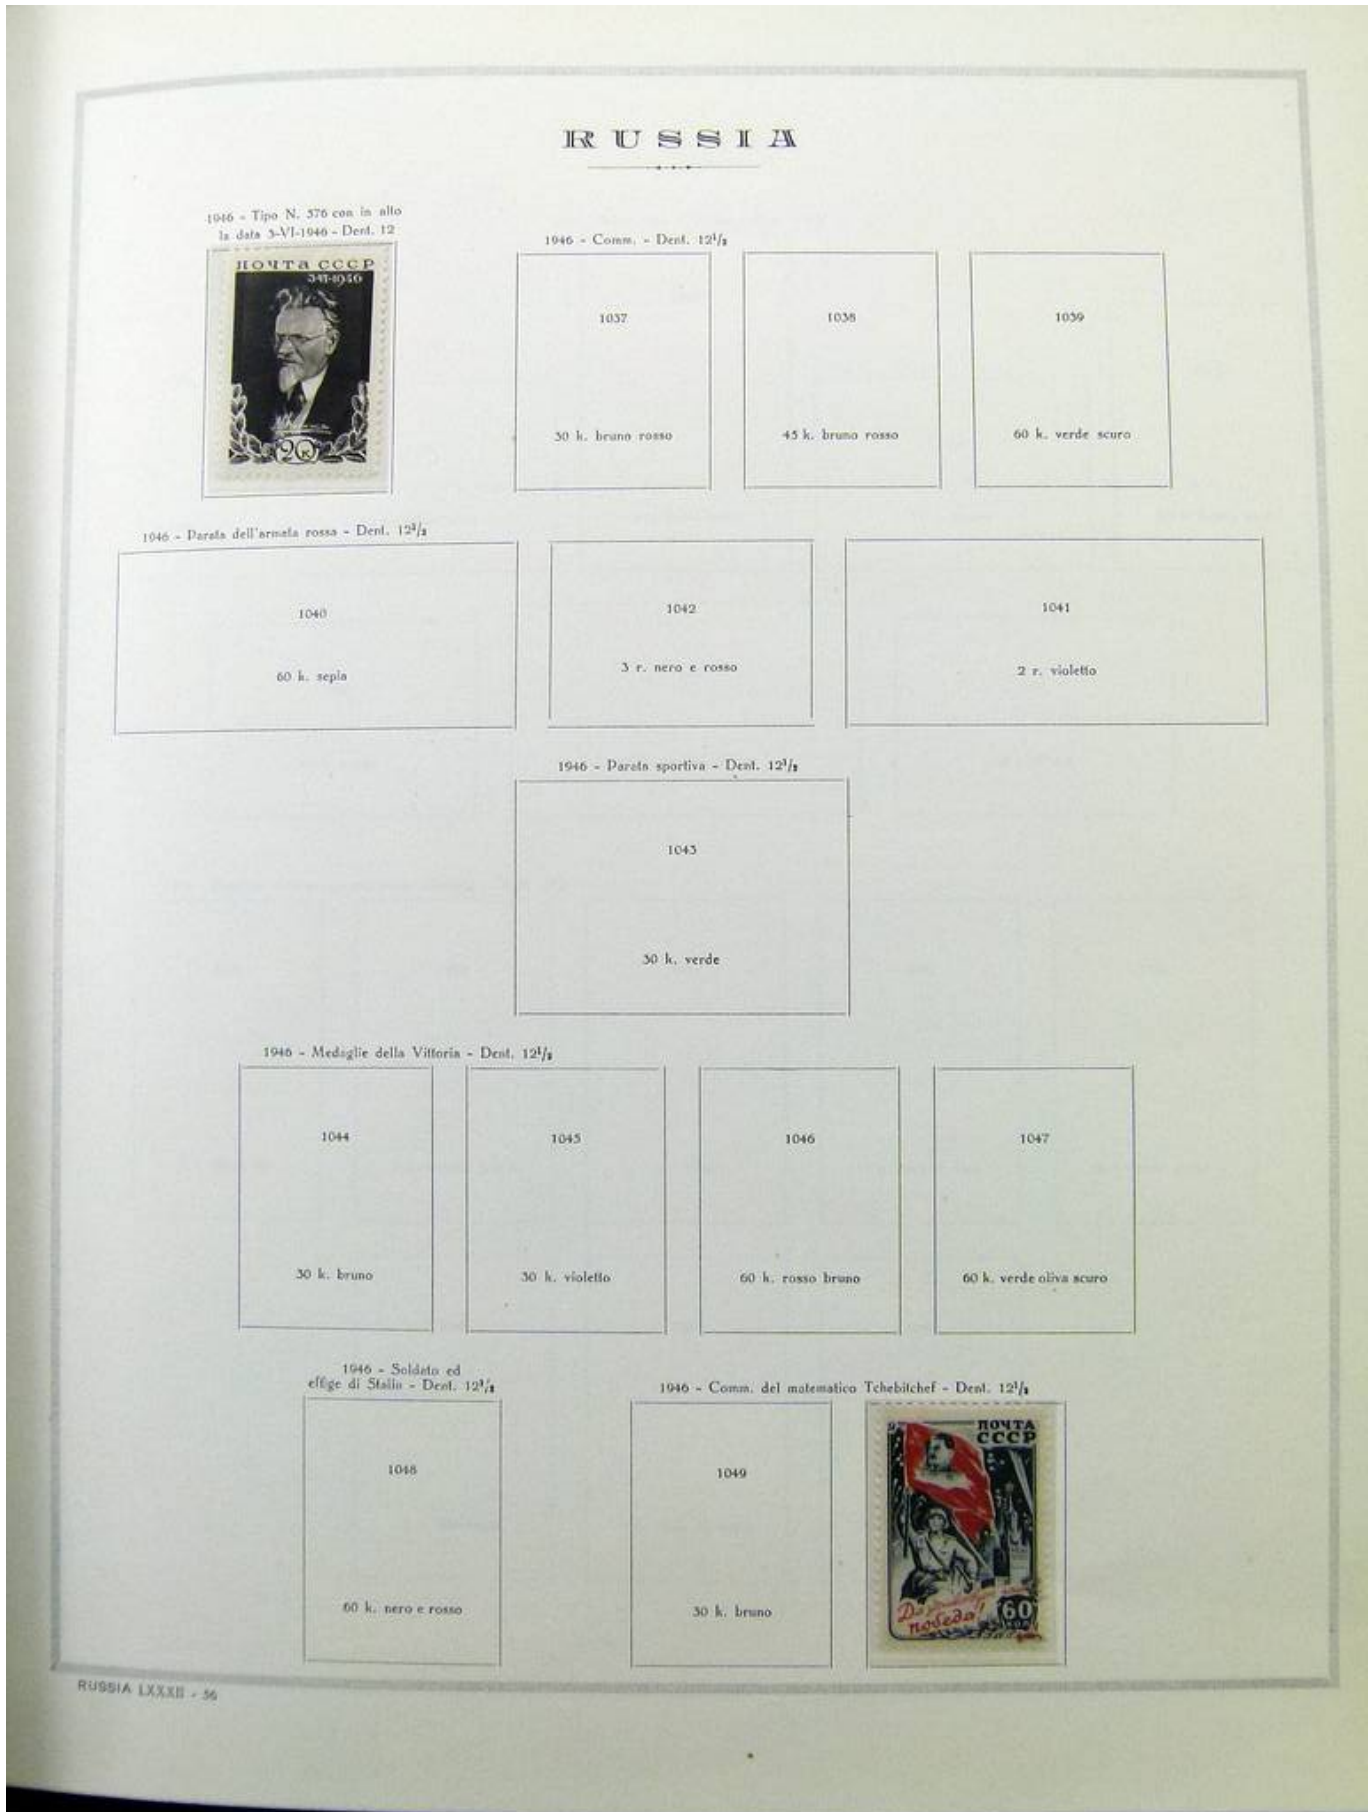 RUSSIA
1946 - Tipo N. 376 con in alto
la data 3-VI-1946 - Dent. 12
ПОЧТА СССР
3-VI-1946
20 К
1946 - Comm. - Dent. 12½
1037
30 k. bruno rosso
1038
45 k. bruno rosso
1039
60 k. verde scuro
1946 - Parata dell'armata rossa - Dent. 12½
1040
60 k. sepia
1042
3 r. nero e rosso
1041
2 r. violetto
1946 - Parata sportiva - Dent. 12½
1043
30 k. verde
1946 - Medaglie della Vittoria - Dent. 12½
1044
30 k. bruno
1045
30 k. violetto
1046
60 k. rosso bruno
1047
60 k. verde oliva scuro
1946 - Soldato ed
effige di Stalin - Dent. 12½
1048
60 k. nero e rosso
1946 - Comm. del matematico Tchebitchef - Dent. 12½
1049
30 k. bruno
ПОЧТА
СССР
Да
победа!
60
КОП
RUSSIA LXXXII - 56